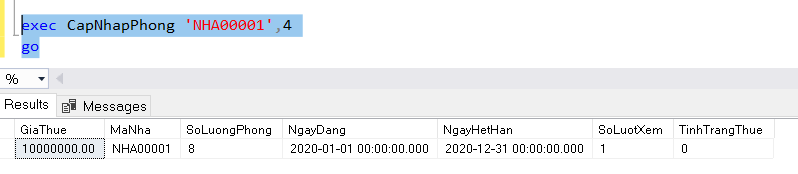 exec CapNhapPhong 'NHA00001',4
go
%
Results Messages
GiaThue MaNha SoLuongPhong NgayDang NgayHetHan SoLuotXem TinhTrangThue
10000000.00 NHA00001 8 2020-01-01 00:00:00.000 2020-12-31 00:00:00.000 1 0